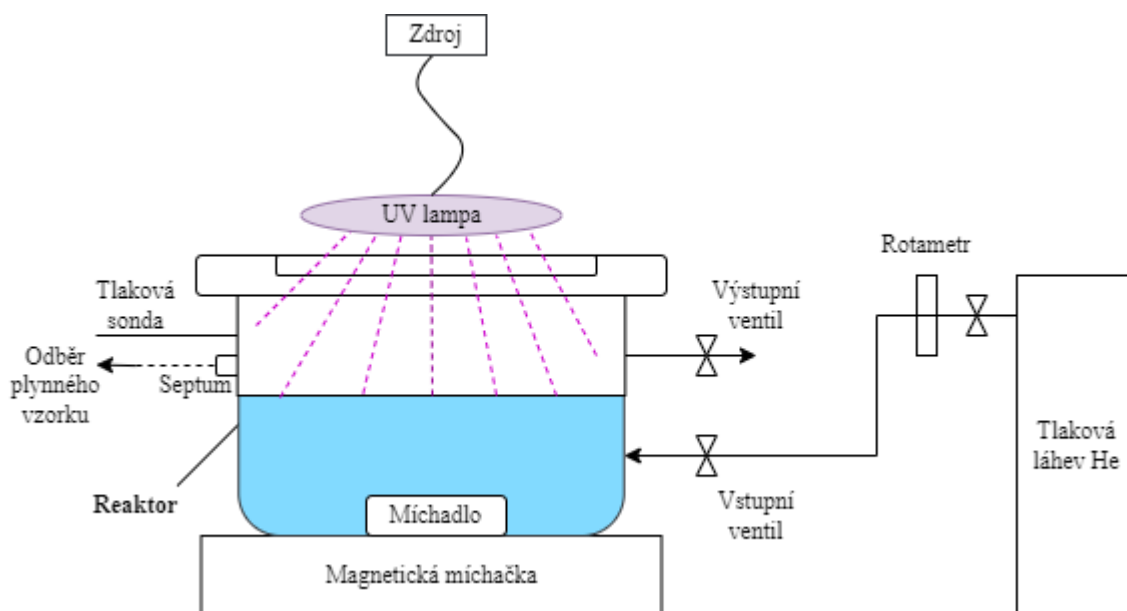 Zdroj
UV lampa
Rotametr
Tlaková
sonda
Výstupní
ventil
Odběr
plynného
vzorku
Septum
Tlaková
láhev He
Reaktor
Míchadlo
Vstupní
ventil
Magnetická míchačka